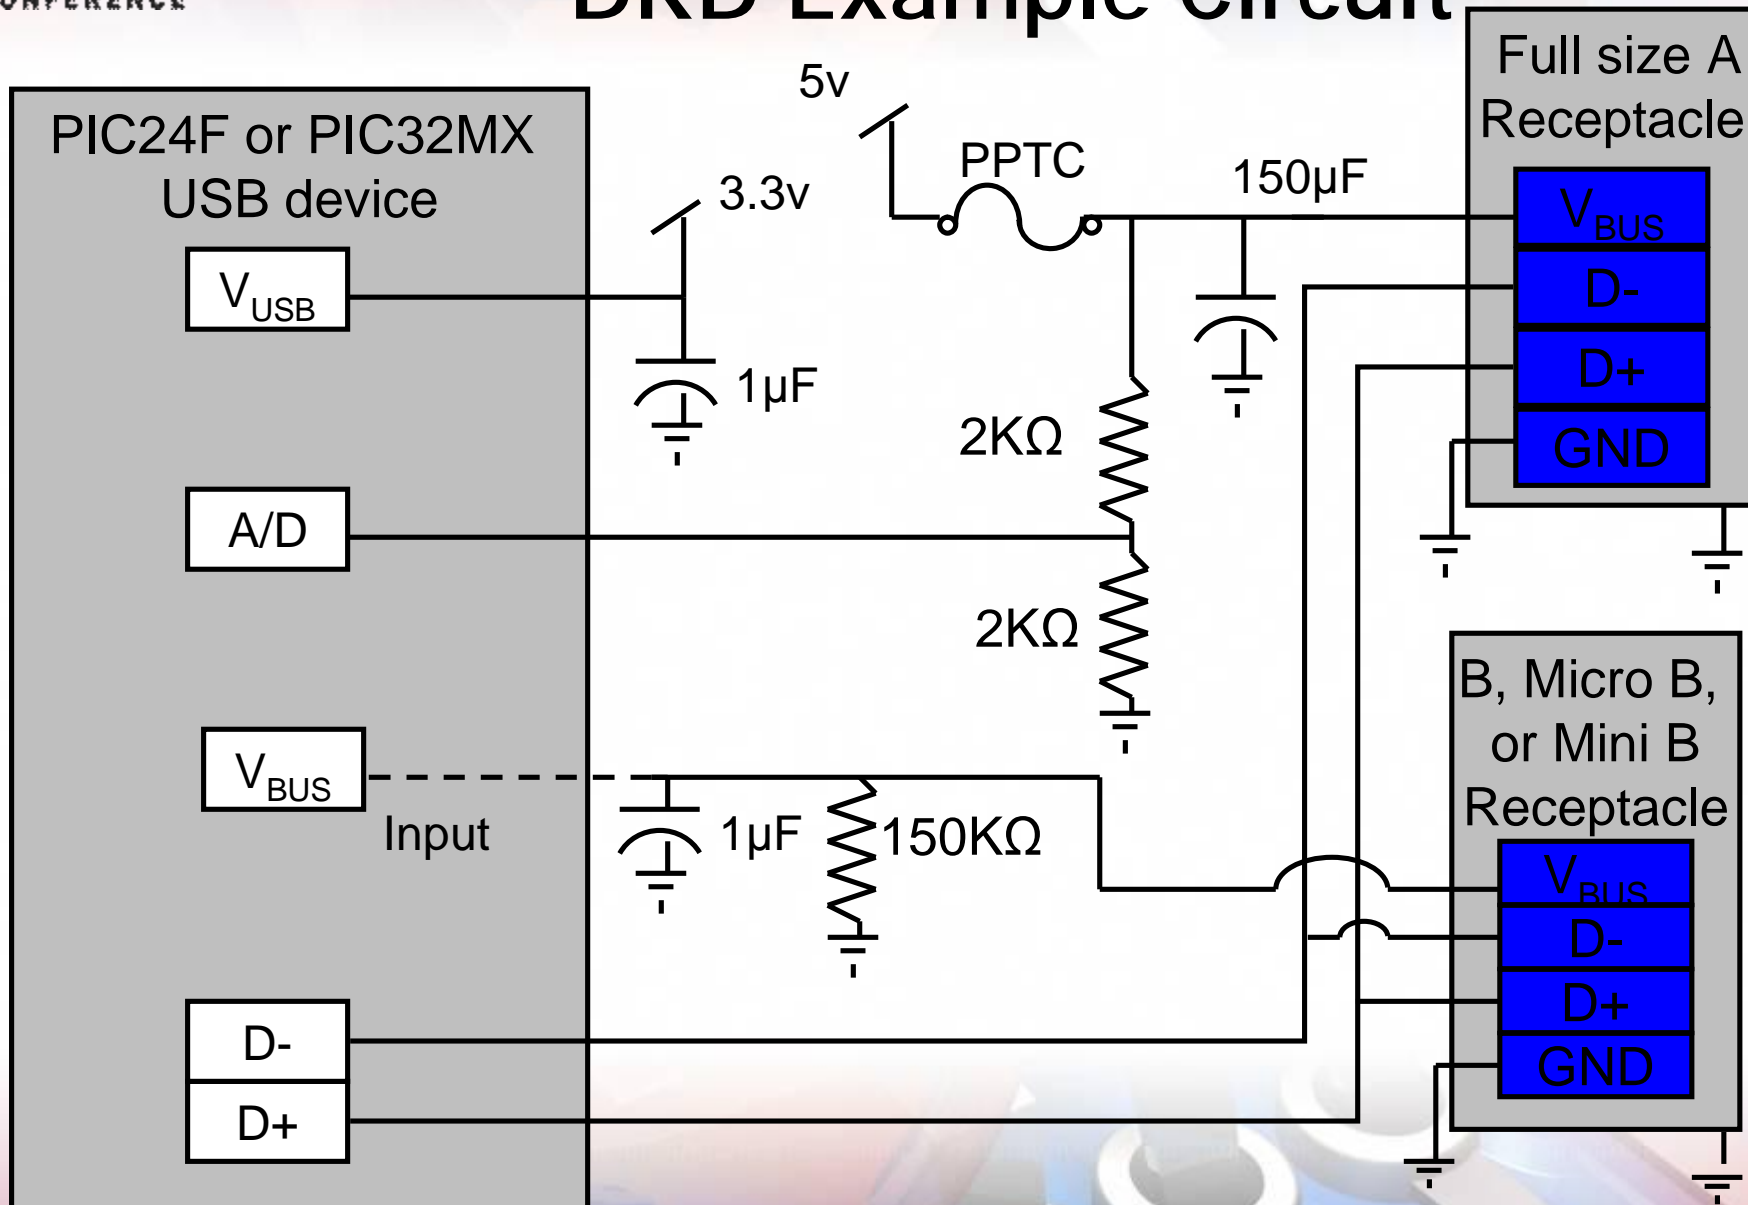 CONFERENCE
DRD Example Circuit
PIC24F or PIC32MX
USB device
VUSB
A/D
VBUS
Input
D-
D+
3.3v
1µF
5v
PPTC
150µF
2KΩ
2KΩ
1µF
150KΩ
Full size A
Receptacle
VBUS
D-
D+
GND
B, Micro B,
or Mini B
Receptacle
VBUS
D-
D+
GND